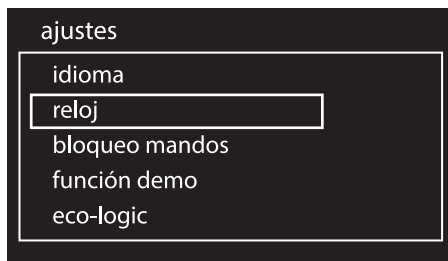 ajustes
idioma
reloj
bloqueo mandos
función demo
eco-logic